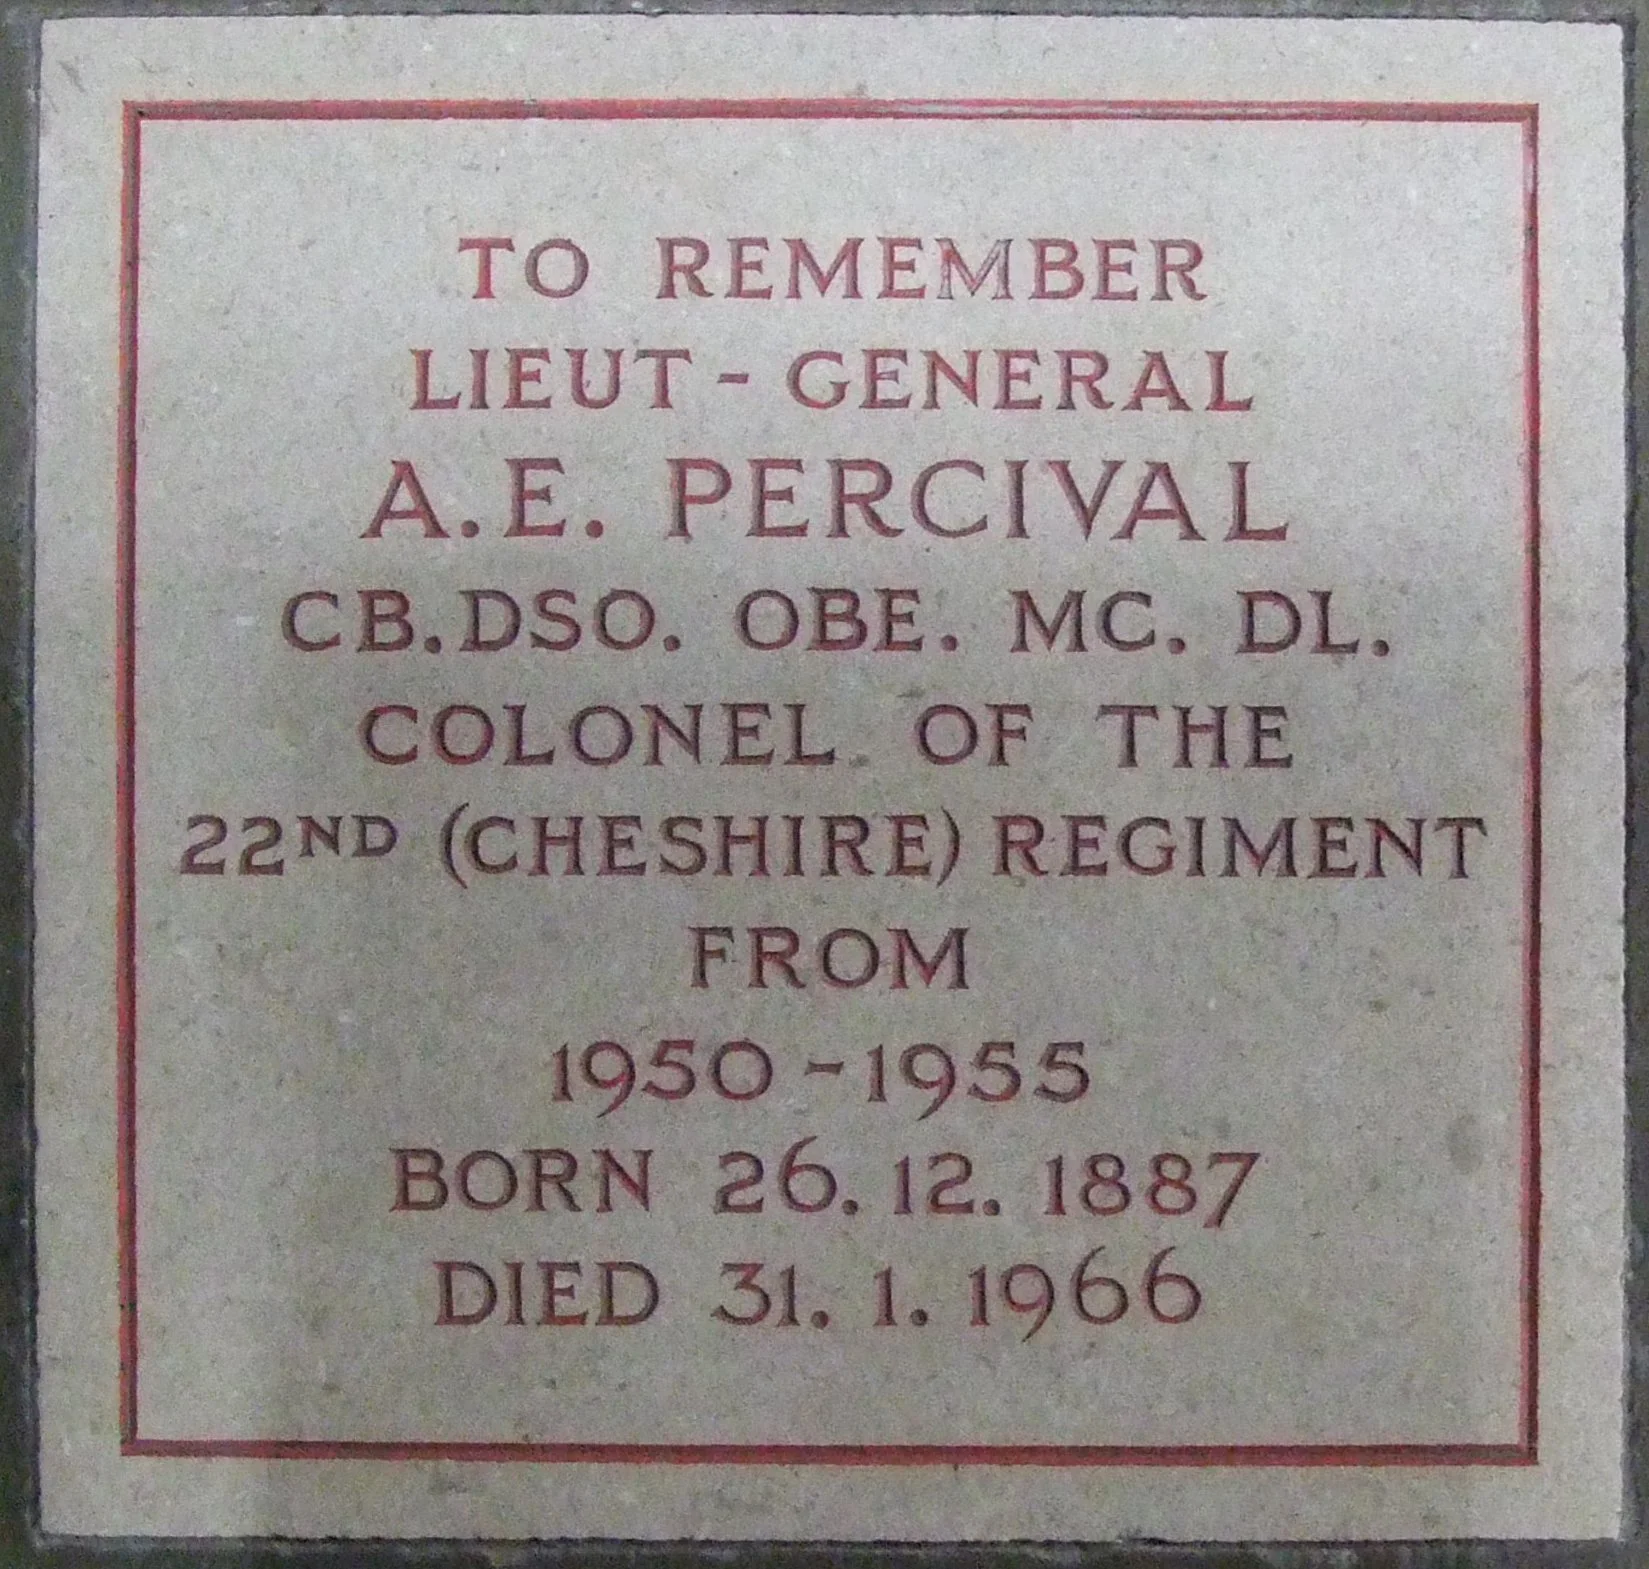 TO REMEMBER
LIEUT - GENERAL
A. E. PERCIVAL
CB. DSO. OBE. MC. DL.
COLONEL OF THE
22ND (CHESHIRE) REGIMENT
FROM
1950 - 1955
BORN 26. 12. 1887
DIED 31. 1. 1966